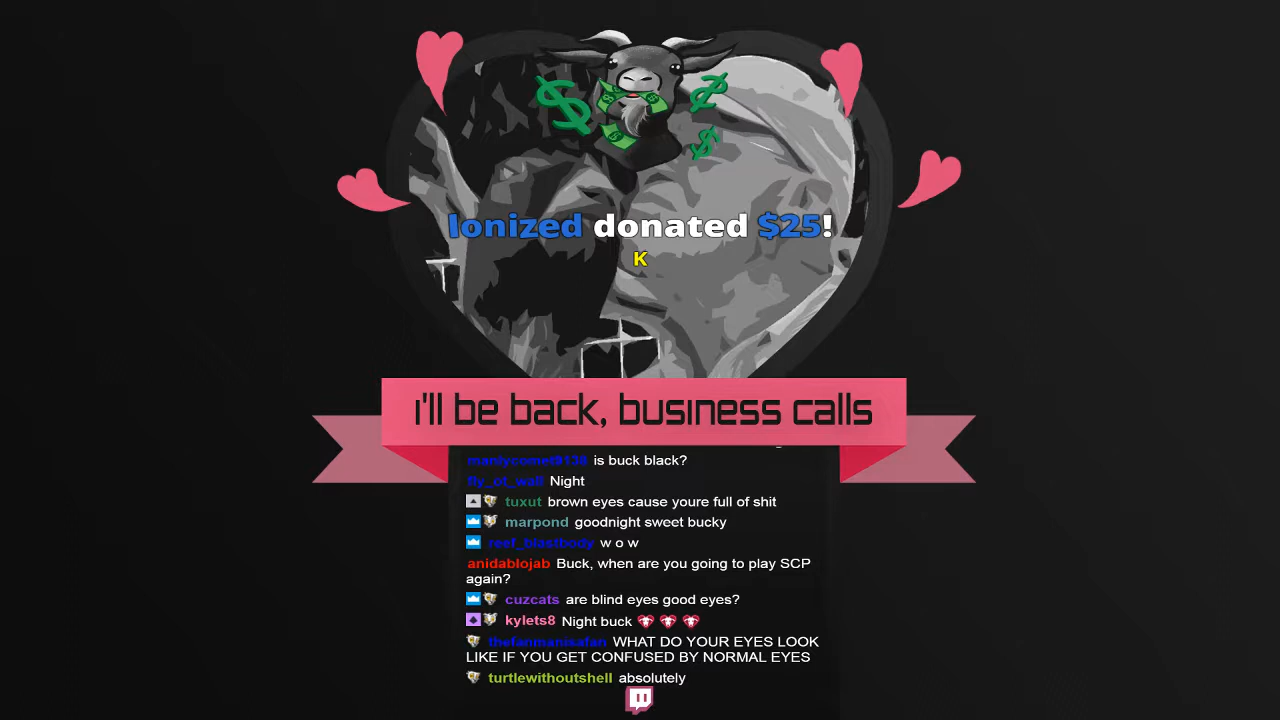 Ionized donated $25!
K
i'll be back, business calls
manlycomet9138 is buck black?
fly_ot_wall Night
tuxut brown eyes cause youre full of shit
marpond goodnight sweet bucky
reef_blastbody w o w
anidablojab Buck, when are you going to play SCP
again?
cuzcats are blind eyes good eyes?
kylets8 Night buck
thefanmanisafan WHAT DO YOUR EYES LOOK
LIKE IF YOU GET CONFUSED BY NORMAL EYES
turtlewithoutshell absolutely